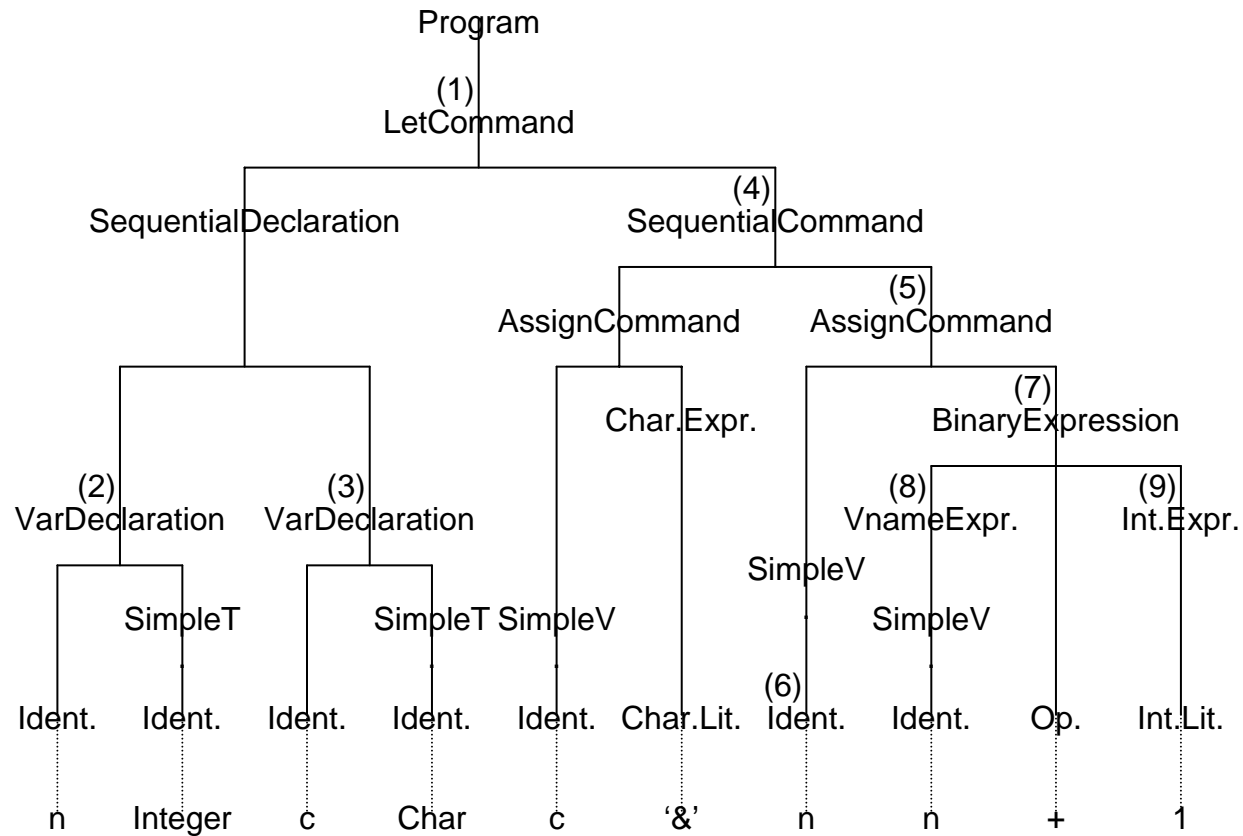 Program
(1)
LetCommand
(4)
SequentialDeclaration SequentialCommand
(5)
AssignCommand AssignCommand
(7)
Char.Expr. BinaryExpression
(2) (3) (8) (9)
VarDeclaration VarDeclaration VnameExpr. Int.Expr.
SimpleV
SimpleT SimpleT SimpleV SimpleV
(6)
Ident. Ident. Ident. Ident. Ident. Char.Lit. Ident. Ident. Op. Int.Lit.
n Integer c Char c ‘&’ n n + 1